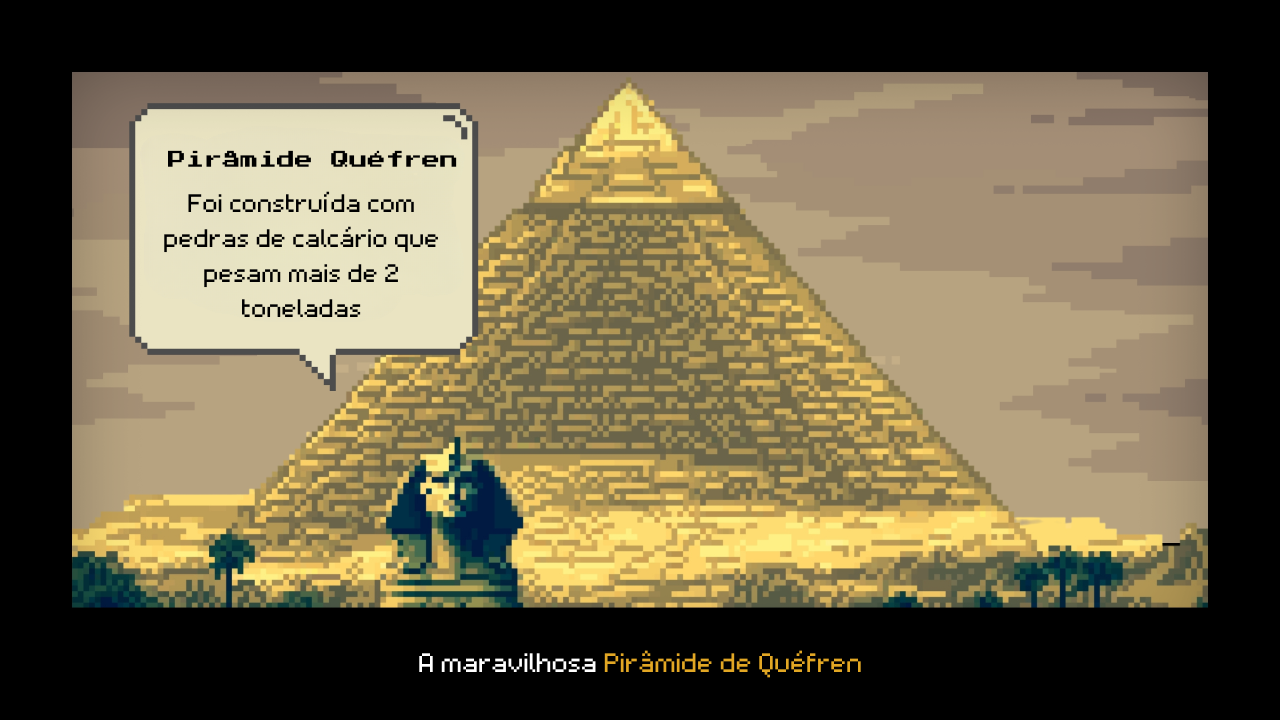 Pirâmide Quéfren
Foi construída com
pedras de calcário que
pesam mais de 2
toneladas
A maravilhosa Pirâmide de Quéfren